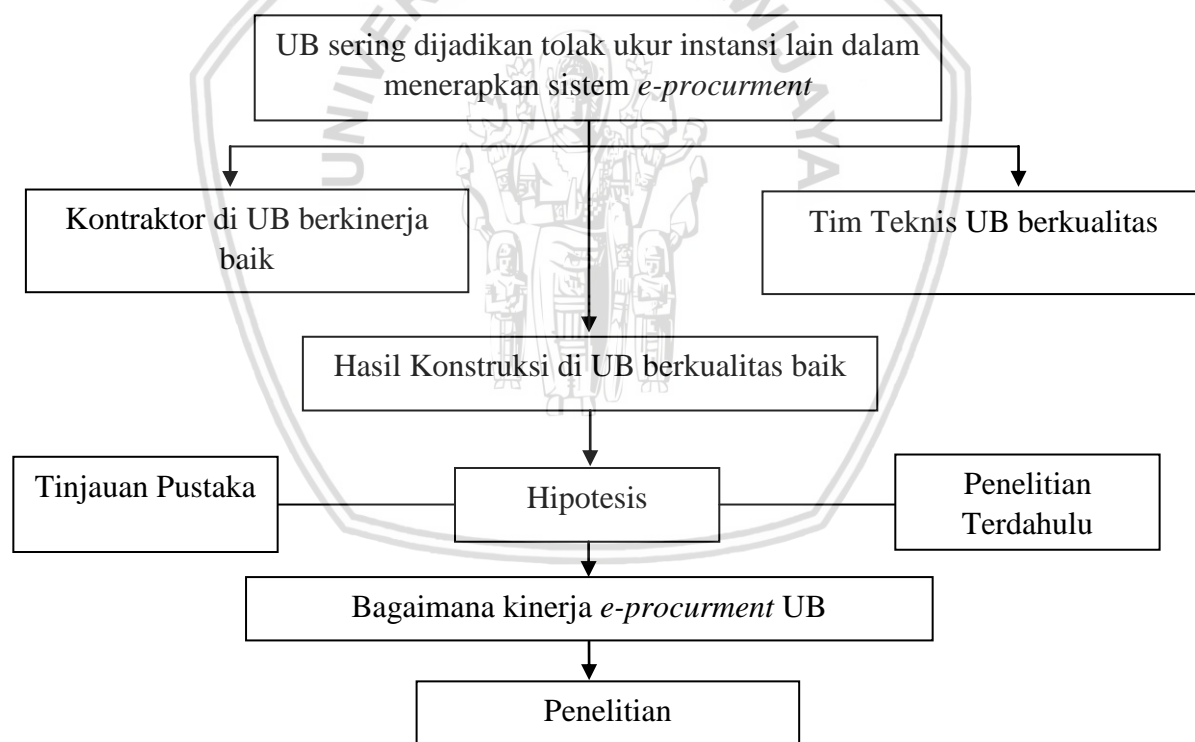 UB sering dijadikan tolak ukur instansi lain dalam
menerapkan sistem e-procurment
Kontraktor di UB berkinerja
baik
Tim Teknis UB berkualitas
Hasil Konstruksi di UB berkualitas baik
Tinjauan Pustaka
Hipotesis
Penelitian
Terdahulu
Bagaimana kinerja e-procurment UB
Penelitian